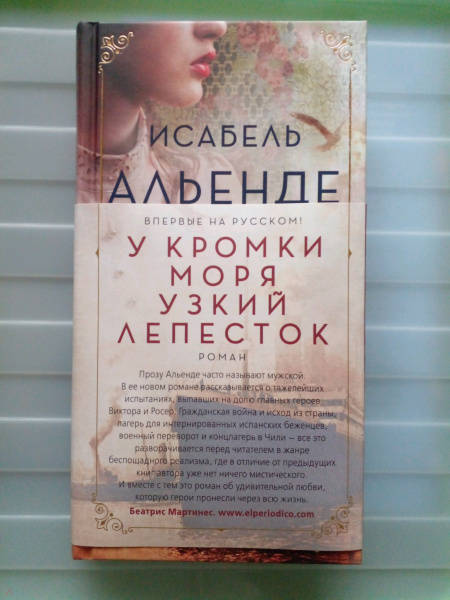 ИСАБЕЛЬ
АЛЬЕНДЕ
ВПЕРВЫЕ НА РУССКОМ!
У КРОМКИ
МОРЯ
УЗКИЙ
ЛЕПЕСТОК
РОМАН
Прозу Альенде часто называют мужской.
В ее новом романе рассказывается о тяжелейших
испытаниях, выпавших на долю главных героев
Виктора и Росер. Гражданская война и исход из страны,
лагерь для интернированных испанских беженцев,
военный переворот и концлагерь в Чили — все это
разворачивается перед читателем в жанре
беспощадного реализма, где в отличие от предыдущих
книг автора уже нет ничего мистического.
И вместе с тем это роман об удивительной любви,
которую герои пронесли через всю жизнь.
Беатрис Мартинес. www.elperiodico.com